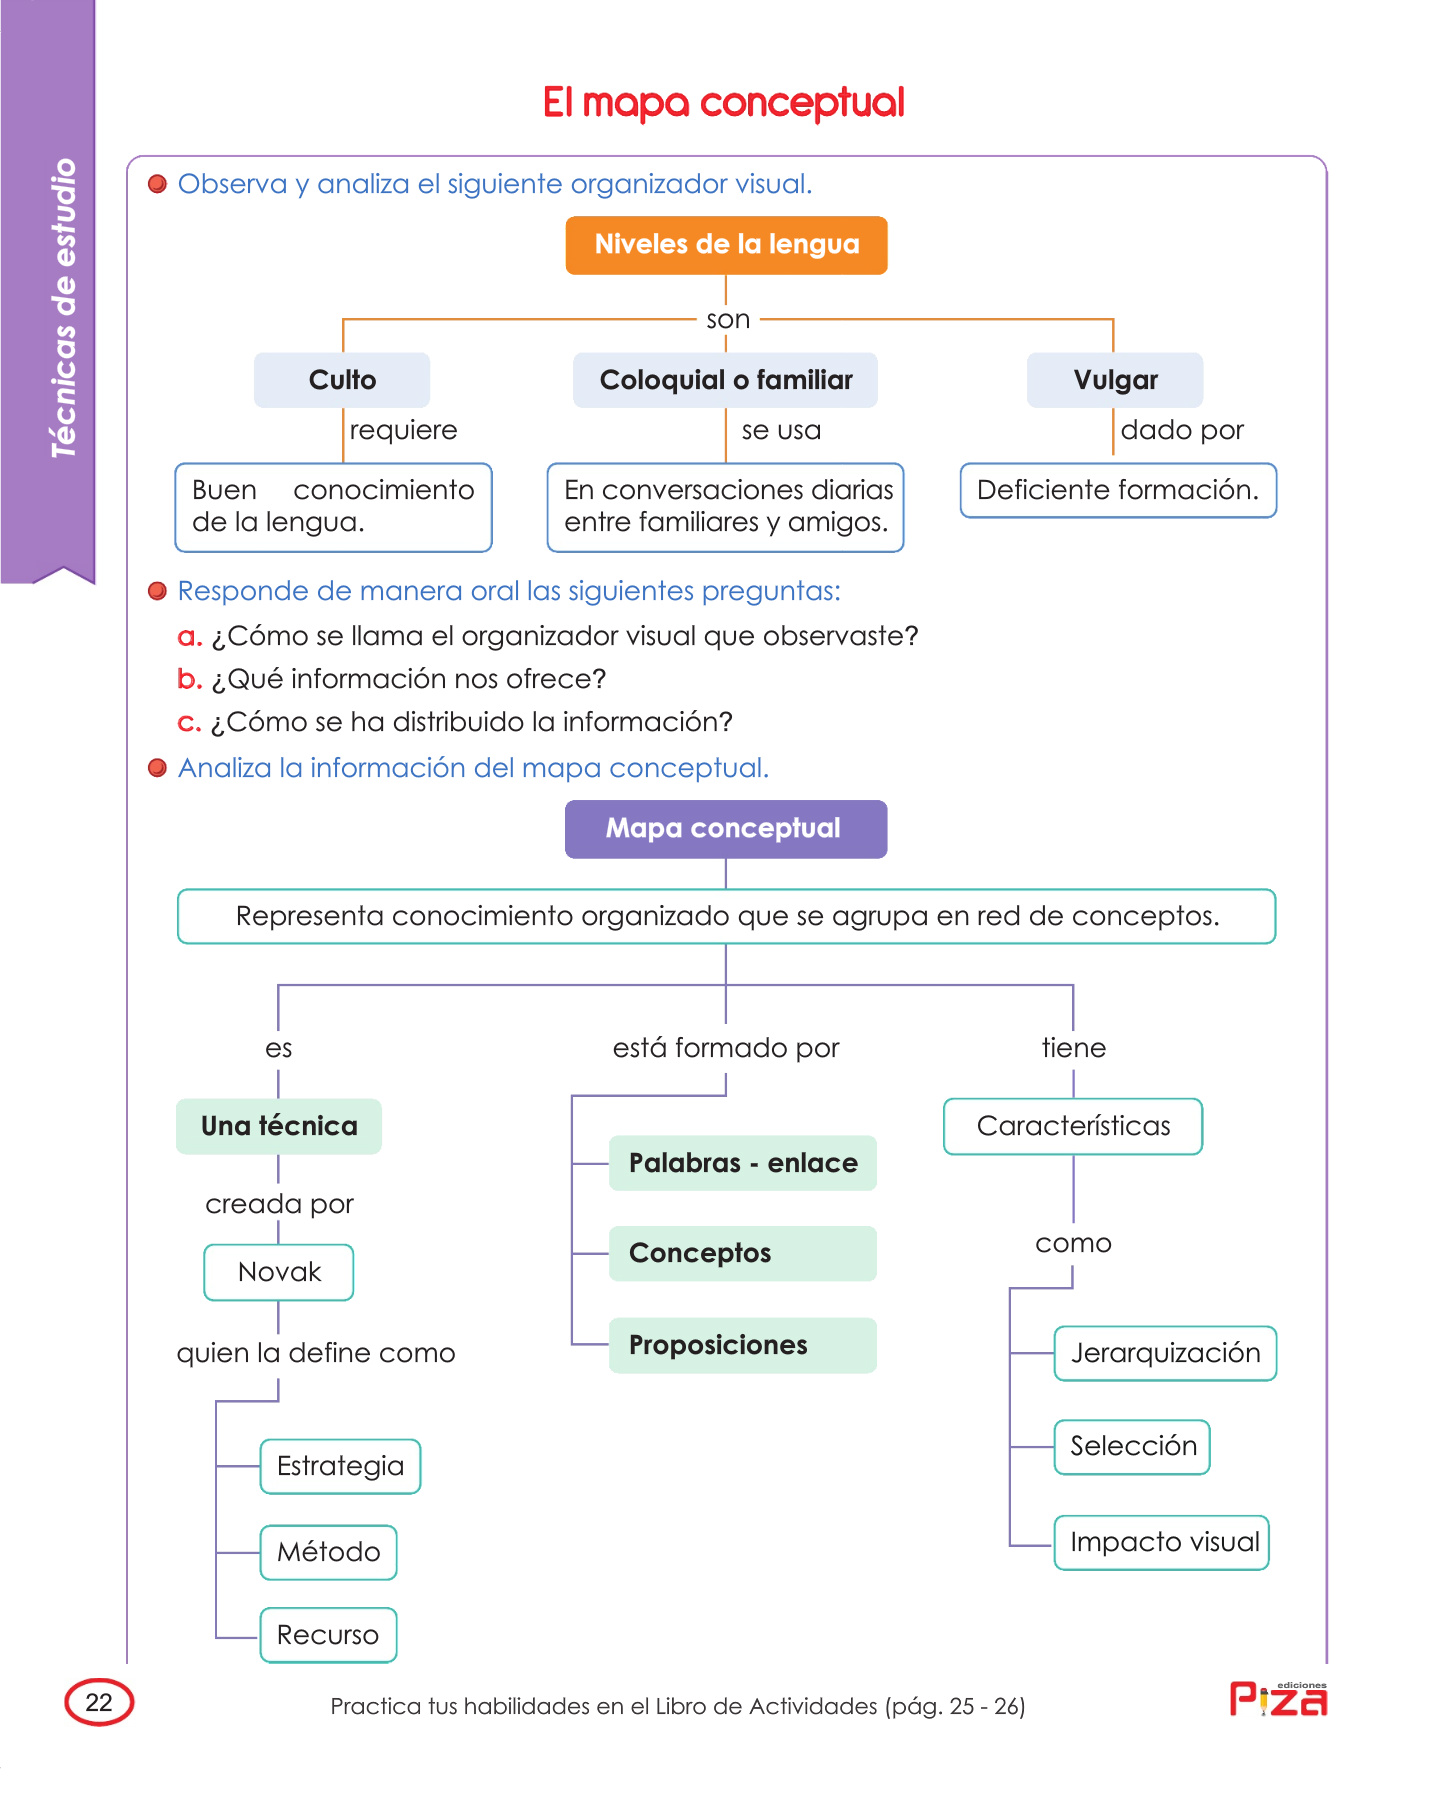 Técnicas de estudio
El mapa conceptual
Observa y analiza el siguiente organizador visual.
Niveles de la lengua
son
Culto
Coloquial o familiar
Vulgar
requiere
se usa
dado por
Buen conocimiento
de la lengua.
En conversaciones diarias
entre familiares y amigos.
Deficiente formación.
Responde de manera oral las siguientes preguntas:
a. ¿Cómo se llama el organizador visual que observaste?
b. ¿Qué información nos ofrece?
c. ¿Cómo se ha distribuido la información?
Analiza la información del mapa conceptual.
Mapa conceptual
Representa conocimiento organizado que se agrupa en red de conceptos.
es
Una técnica
creada por
Novak
quien la define como
Estrategia
Método
Recurso
está formado por
Palabras - enlace
Conceptos
Proposiciones
tiene
Características
como
Jerarquización
Selección
Impacto visual
22
Practica tus habilidades en el Libro de Actividades (pág. 25 - 26)
ediciones
Piza